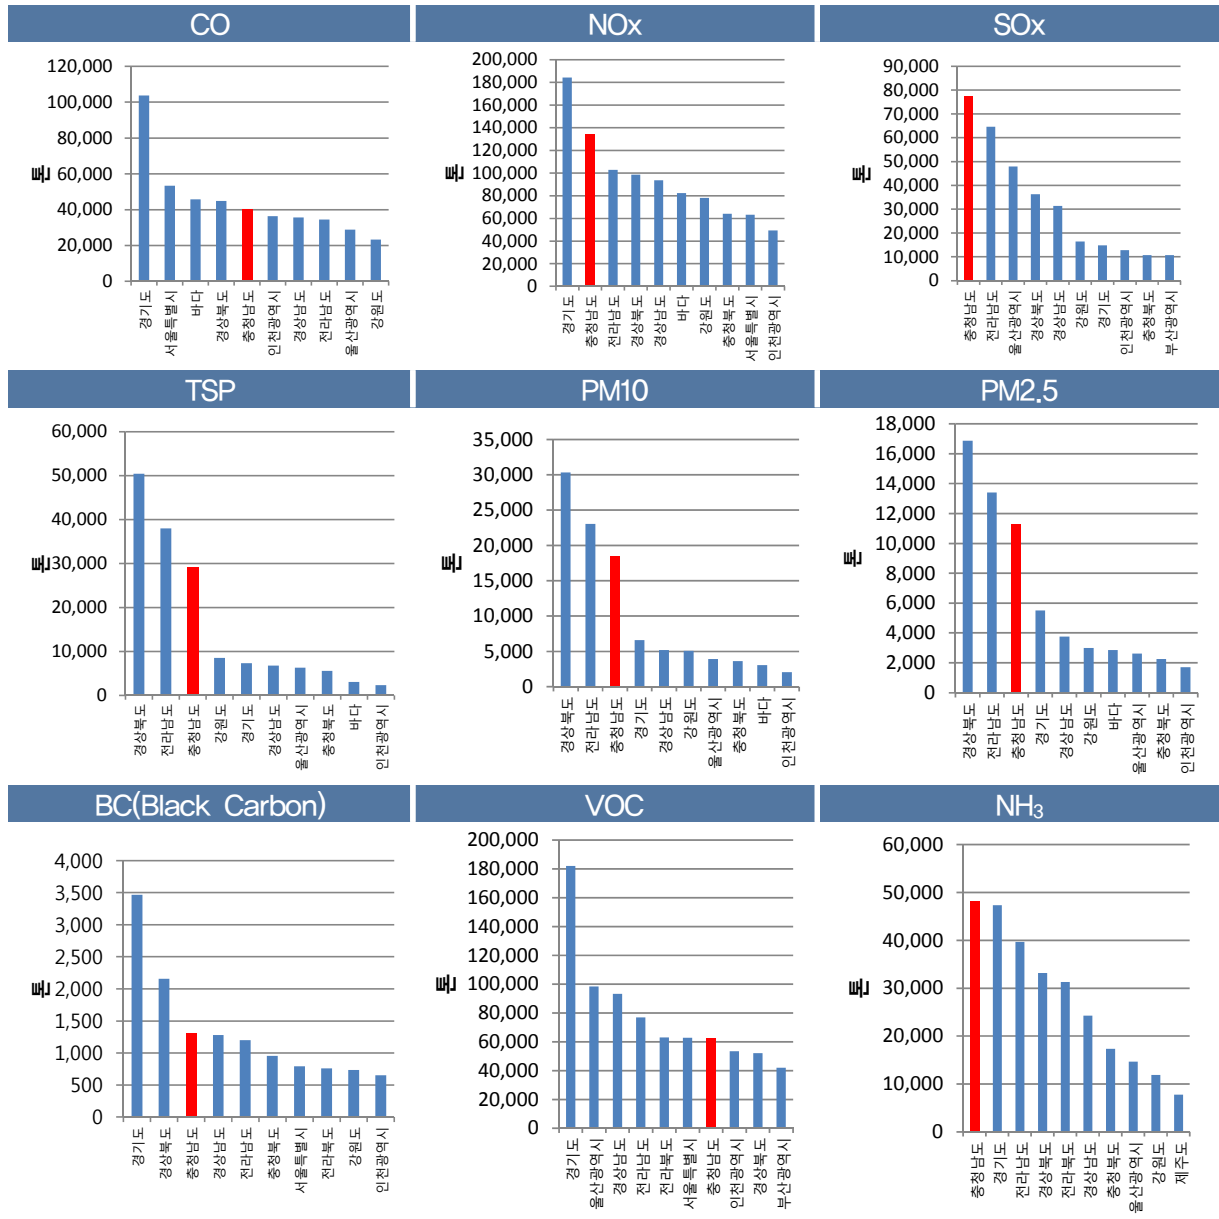 CO
NOx
SOx
톤
120,000
100,000
80,000
60,000
40,000
20,000
0
경기도
서울특별시
바다
경상북도
충청남도
인천광역시
경상남도
전라남도
울산광역시
강원도
톤
200,000
180,000
160,000
140,000
120,000
100,000
80,000
60,000
40,000
20,000
0
경기도
충청남도
전라남도
경상북도
경상남도
바다
강원도
충청북도
서울특별시
인천광역시
톤
90,000
80,000
70,000
60,000
50,000
40,000
30,000
20,000
10,000
0
충청남도
전라남도
울산광역시
경상북도
경상남도
강원도
경기도
인천광역시
충청북도
부산광역시
TSP
PM10
PM2.5
톤
60,000
50,000
40,000
30,000
20,000
10,000
0
경상북도
전라남도
충청남도
강원도
경기도
경상남도
울산광역시
충청북도
바다
인천광역시
톤
35,000
30,000
25,000
20,000
15,000
10,000
5,000
0
경상북도
전라남도
충청남도
경기도
경상남도
강원도
울산광역시
충청북도
바다
인천광역시
톤
18,000
16,000
14,000
12,000
10,000
8,000
6,000
4,000
2,000
0
경상북도
전라남도
충청남도
경기도
경상남도
강원도
바다
울산광역시
충청북도
인천광역시
BC(Black Carbon)
VOC
NH₃
톤
4,000
3,500
3,000
2,500
2,000
1,500
1,000
500
0
경기도
경상북도
충청남도
경상남도
전라남도
충청북도
서울특별시
전라북도
강원도
인천광역시
톤
200,000
180,000
160,000
140,000
120,000
100,000
80,000
60,000
40,000
20,000
0
경기도
울산광역시
경상남도
전라남도
전라북도
서울특별시
충청남도
인천광역시
경상북도
부산광역시
톤
60,000
50,000
40,000
30,000
20,000
10,000
0
충청남도
경기도
전라남도
경상북도
전라북도
경상남도
충청북도
울산광역시
강원도
제주도